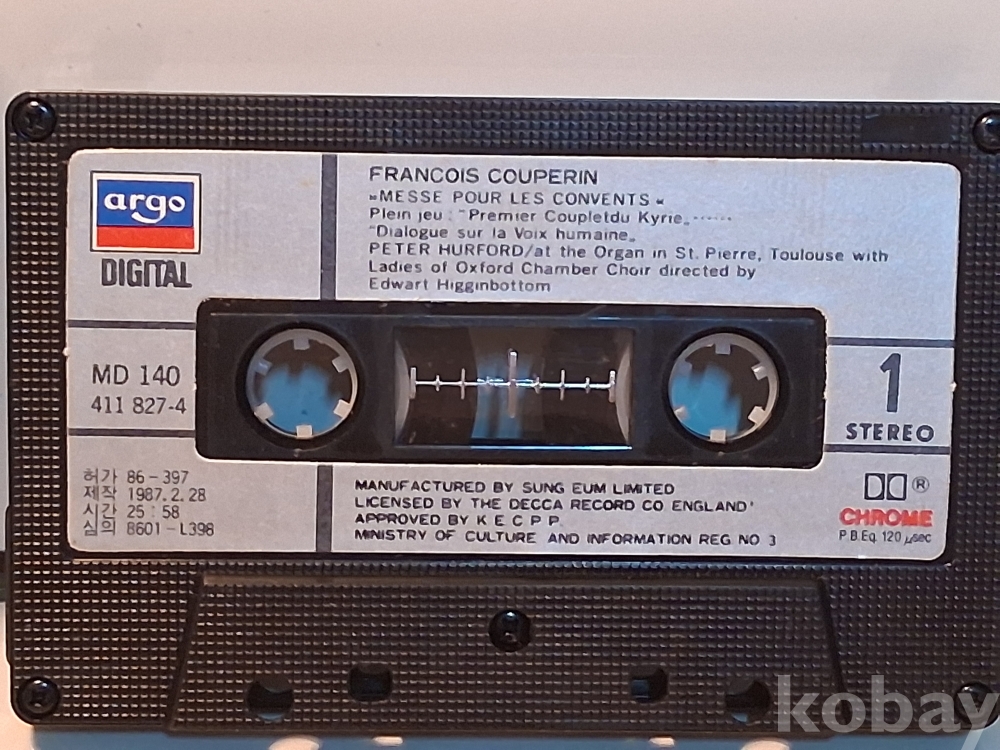 argo
DIGITAL
FRANCOIS COUPERIN
»MESSE POUR LES CONVENTS«
Plein jeu : "Premier Coupletdu Kyrie„······
"Dialogue sur la Voix humaine„
PETER HURFORD/at the Organ in St. Pierre, Toulouse with
Ladies of Oxford Chamber Choir directed by
Edwart Higginbottom
MD 140
411 827-4
1
STEREO
허가 86-397
제작 1987.2.28
시간 25:58
심의 8601-L398
MANUFACTURED BY SUNG EUM LIMITED
LICENSED BY THE DECCA RECORD CO ENGLAND'
APPROVED BY K E C P P
MINISTRY OF CULTURE AND INFORMATION REG NO 3
®
CHROME
P.B.Eq. 120 μsec
kobay